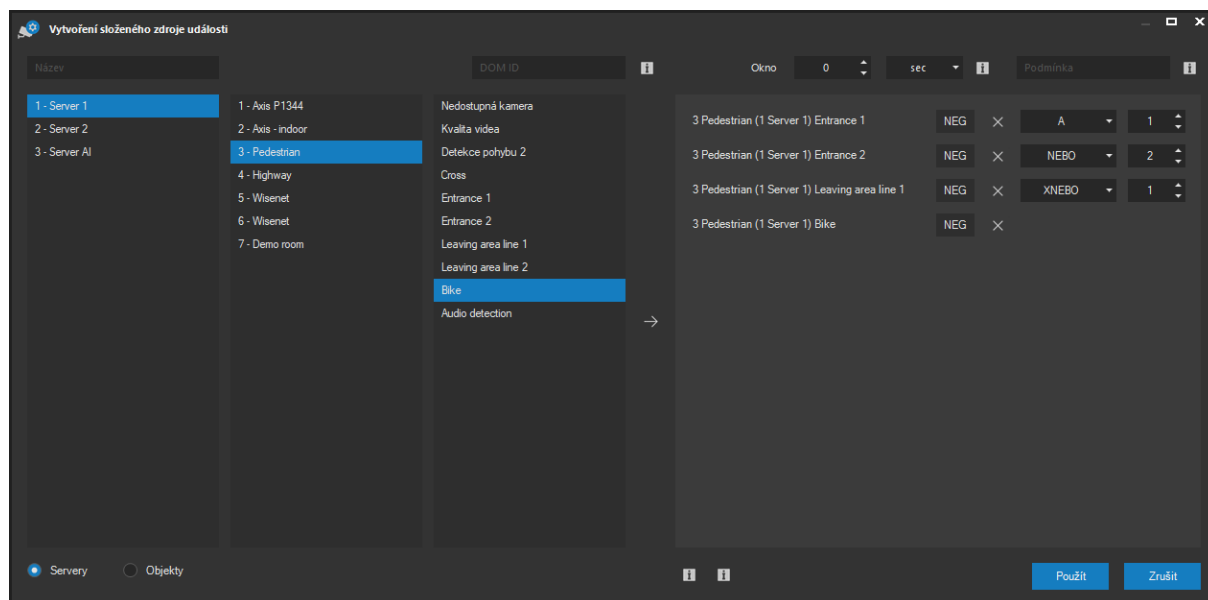 Vytvoření složeného zdroje události
Název
DOM ID
Okno 0 sec
Podmínka
1 - Server 1
2 - Server 2
3 - Server AI
1 - Axis P1344
2 - Axis - indoor
3 - Pedestrian
4 - Highway
5 - Wisenet
6 - Wisenet
7 - Demo room
Nedostupná kamera
Kvalita videa
Detekce pohybu 2
Cross
Entrance 1
Entrance 2
Leaving area line 1
Leaving area line 2
Bike
Audio detection
3 Pedestrian (1 Server 1) Entrance 1 NEG A 1
3 Pedestrian (1 Server 1) Entrance 2 NEG NEBO 2
3 Pedestrian (1 Server 1) Leaving area line 1 NEG XNEBO 1
3 Pedestrian (1 Server 1) Bike NEG
Servery Objekty
Použít Zrušit